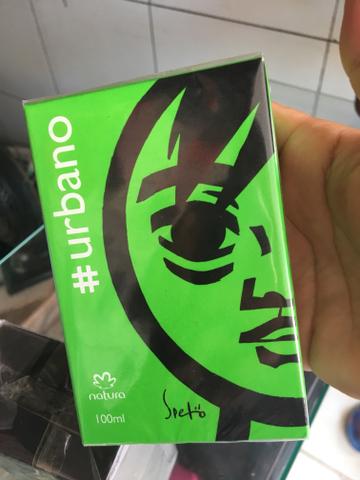 #urbano
natura
100ml
Speto